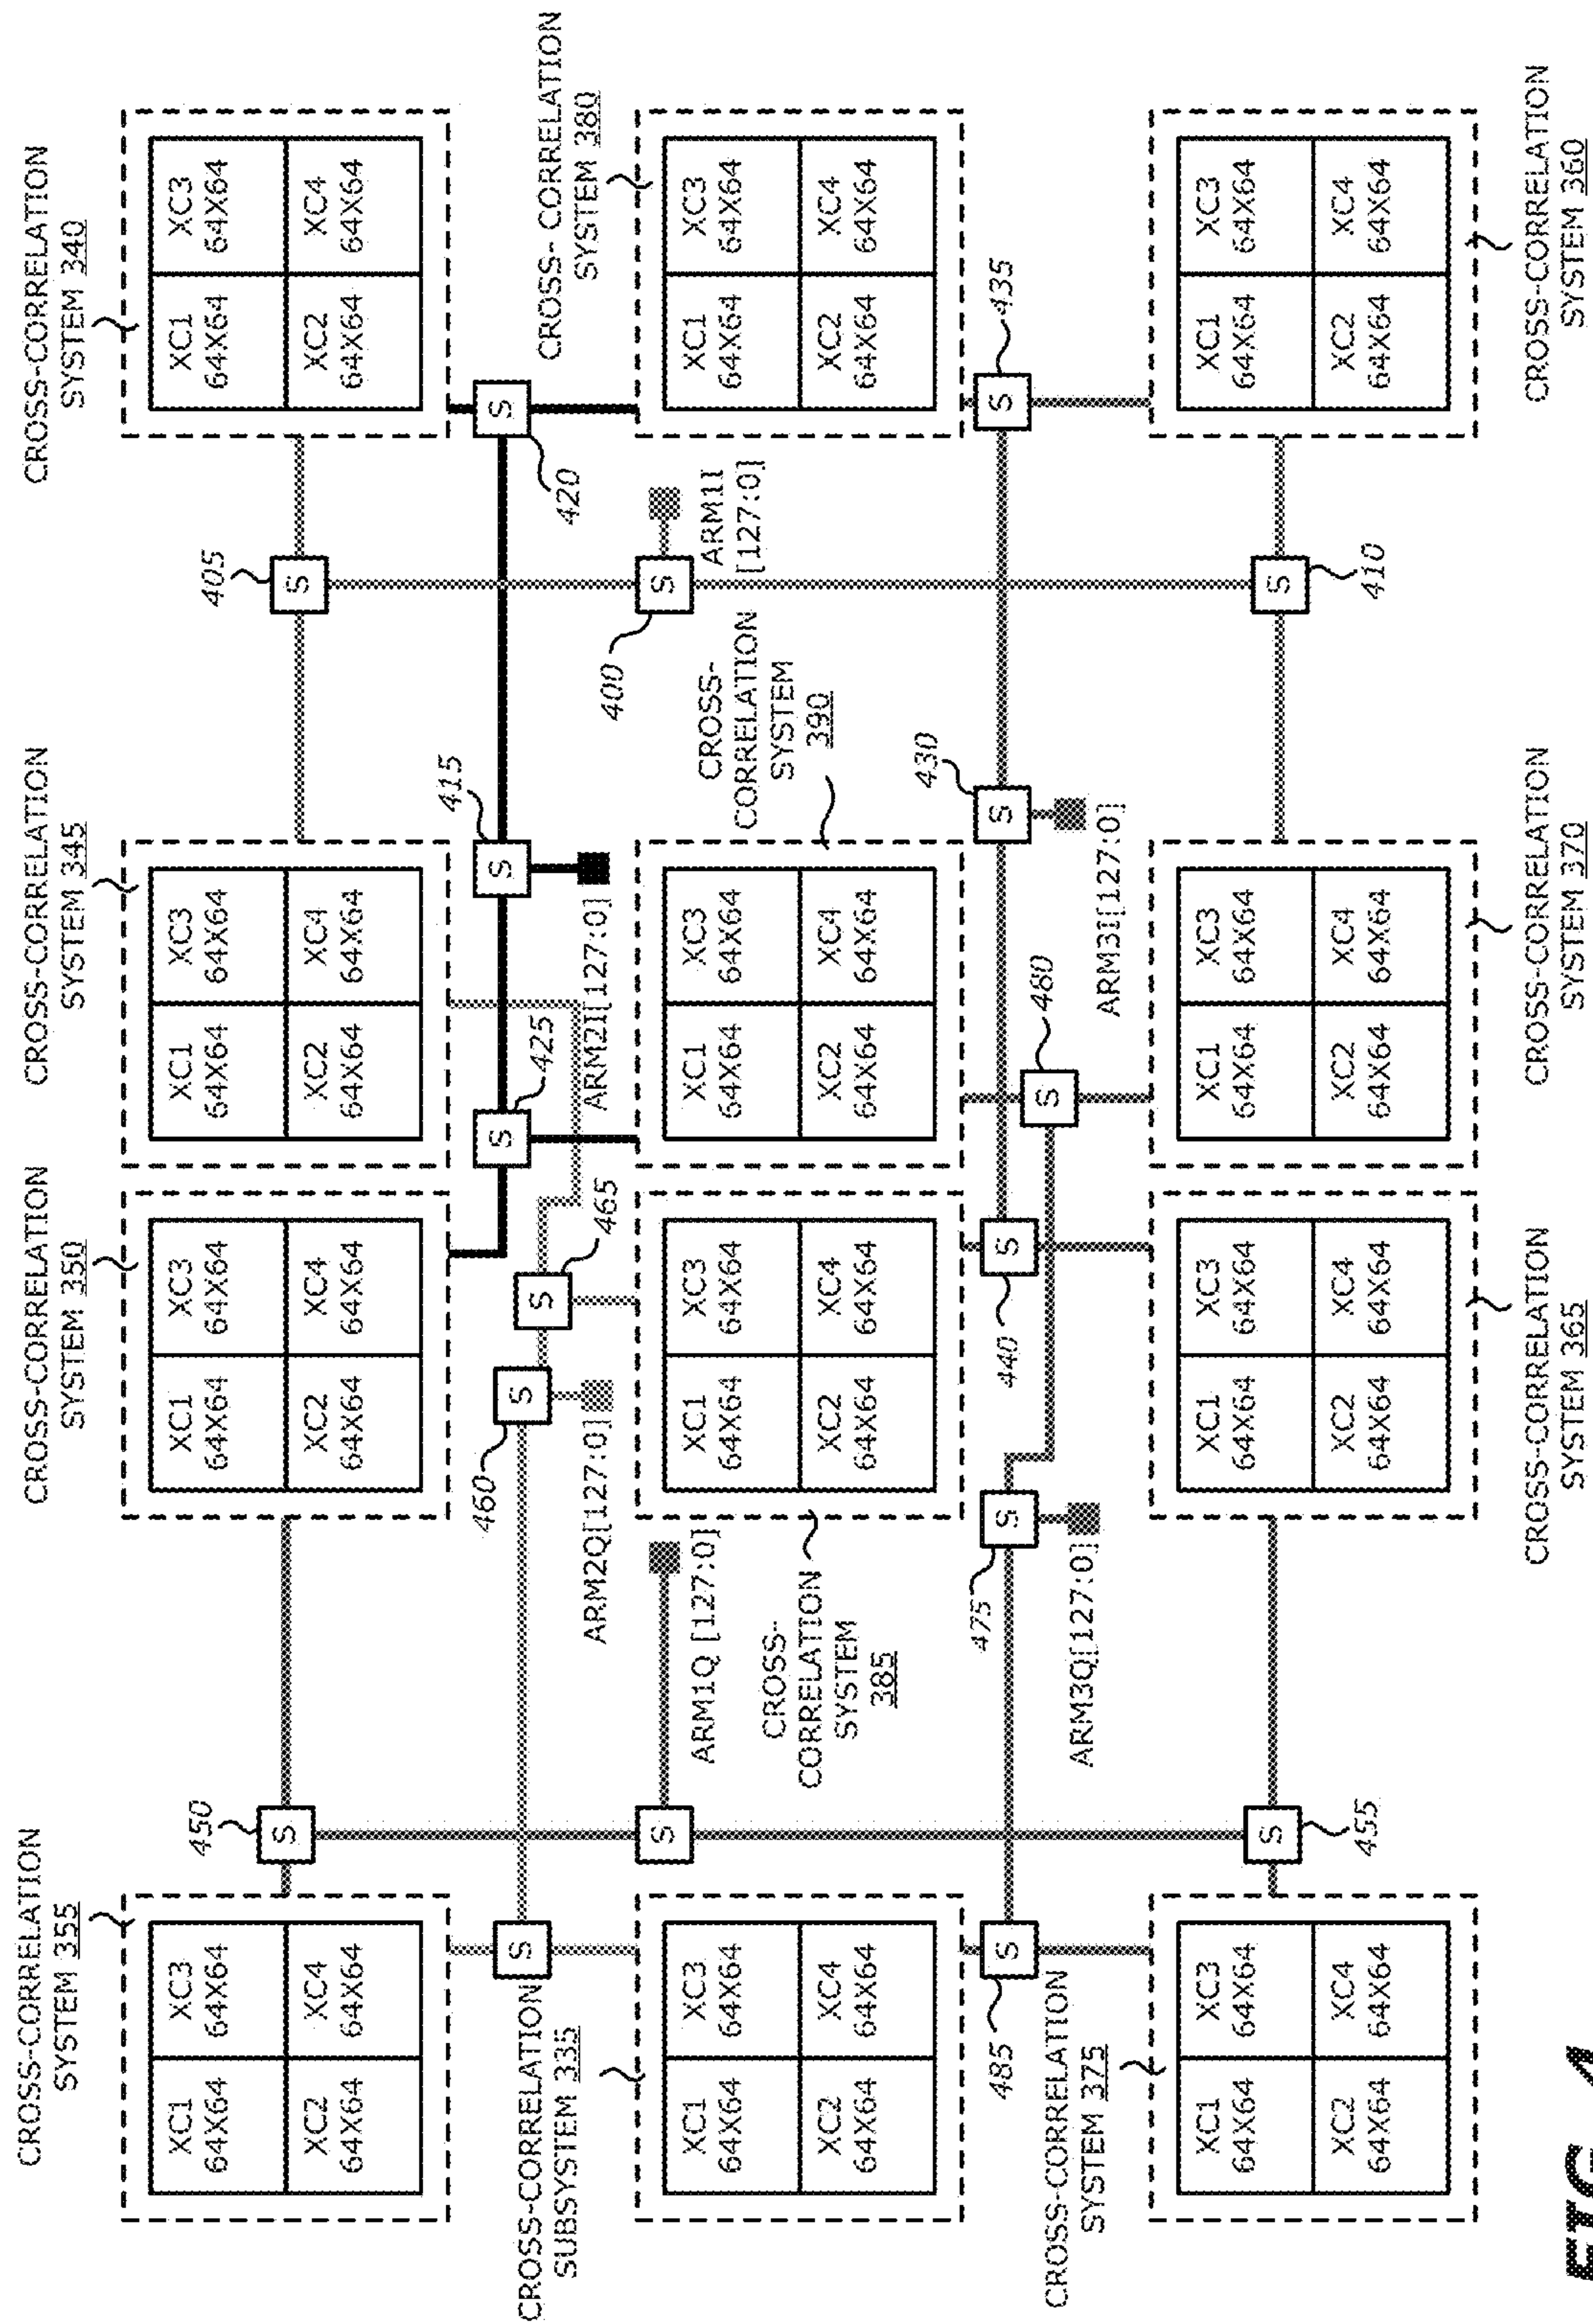 CROSS-CORRELATION
SYSTEM 355
CROSS-CORRELATION
SYSTEM 350
CROSS-CORRELATION
SYSTEM 345
CROSS-CORRELATION
SYSTEM 340
XC1
64X64
XC3
64X64
XC2
64X64
XC4
64X64
450
S
XC1
64X64
XC3
64X64
XC2
64X64
XC4
64X64
XC1
64X64
XC3
64X64
XC2
64X64
XC4
64X64
405
S
XC1
64X64
XC3
64X64
XC2
64X64
XC4
64X64
S
460
S
465
S
425
S
415
S
420
S
CROSS-CORRELATION
SUBSYSTEM 335
ARM2Q[127:0]
ARM2I[127:0]
CROSS- CORRELATION
SYSTEM 380
XC1
64X64
XC3
64X64
XC2
64X64
XC4
64X64
S
ARM1Q [127:0]
CROSS-
CORRELATION
SYSTEM
385
XC1
64X64
XC3
64X64
XC2
64X64
XC4
64X64
XC1
64X64
XC3
64X64
XC2
64X64
XC4
64X64
CROSS-
CORRELATION
SYSTEM
390
400
S
ARM1I
[127:0]
XC1
64X64
XC3
64X64
XC2
64X64
XC4
64X64
485
S
475
S
440
S
480
S
430
S
435
S
CROSS-CORRELATION
SYSTEM 375
ARM3Q[127:0]
ARM3I[127:0]
XC1
64X64
XC3
64X64
XC2
64X64
XC4
64X64
S
455
XC1
64X64
XC3
64X64
XC2
64X64
XC4
64X64
XC1
64X64
XC3
64X64
XC2
64X64
XC4
64X64
S
410
XC1
64X64
XC3
64X64
XC2
64X64
XC4
64X64
CROSS-CORRELATION
SYSTEM 365
CROSS-CORRELATION
SYSTEM 370
CROSS-CORRELATION
SYSTEM 360
FIG. 4